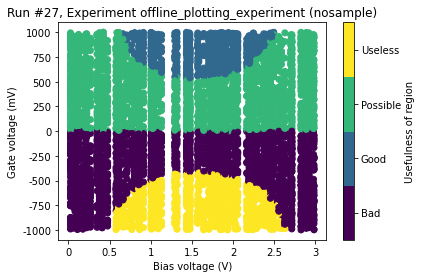 Run #27, Experiment offline_plotting_experiment (nosample)
1000
750
500
250
0
-250
-500
-750
-1000
Gate voltage (mV)
0 0.5 1 1.5 2 2.5 3
Bias voltage (V)
Useless
Possible
Good
Bad
Usefulness of region